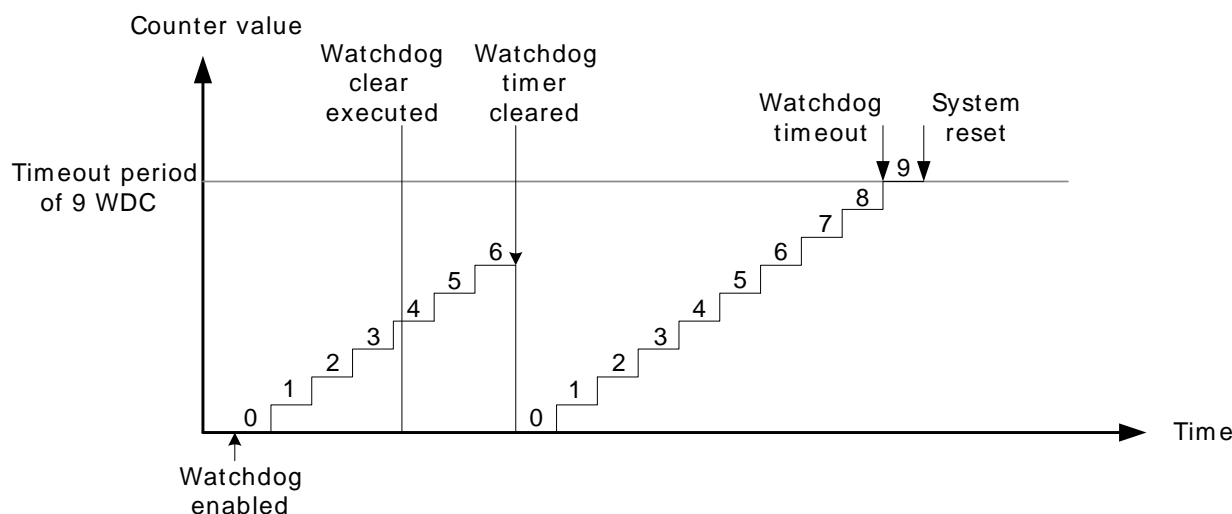 Counter value
Watchdog
clear
executed
Watchdog
timer
cleared
Watchdog
timeout
System
reset
Timeout period
of 9 WDC
0
1
2
3
4
5
6
0
1
2
3
4
5
6
7
8
9
Time
Watchdog
enabled